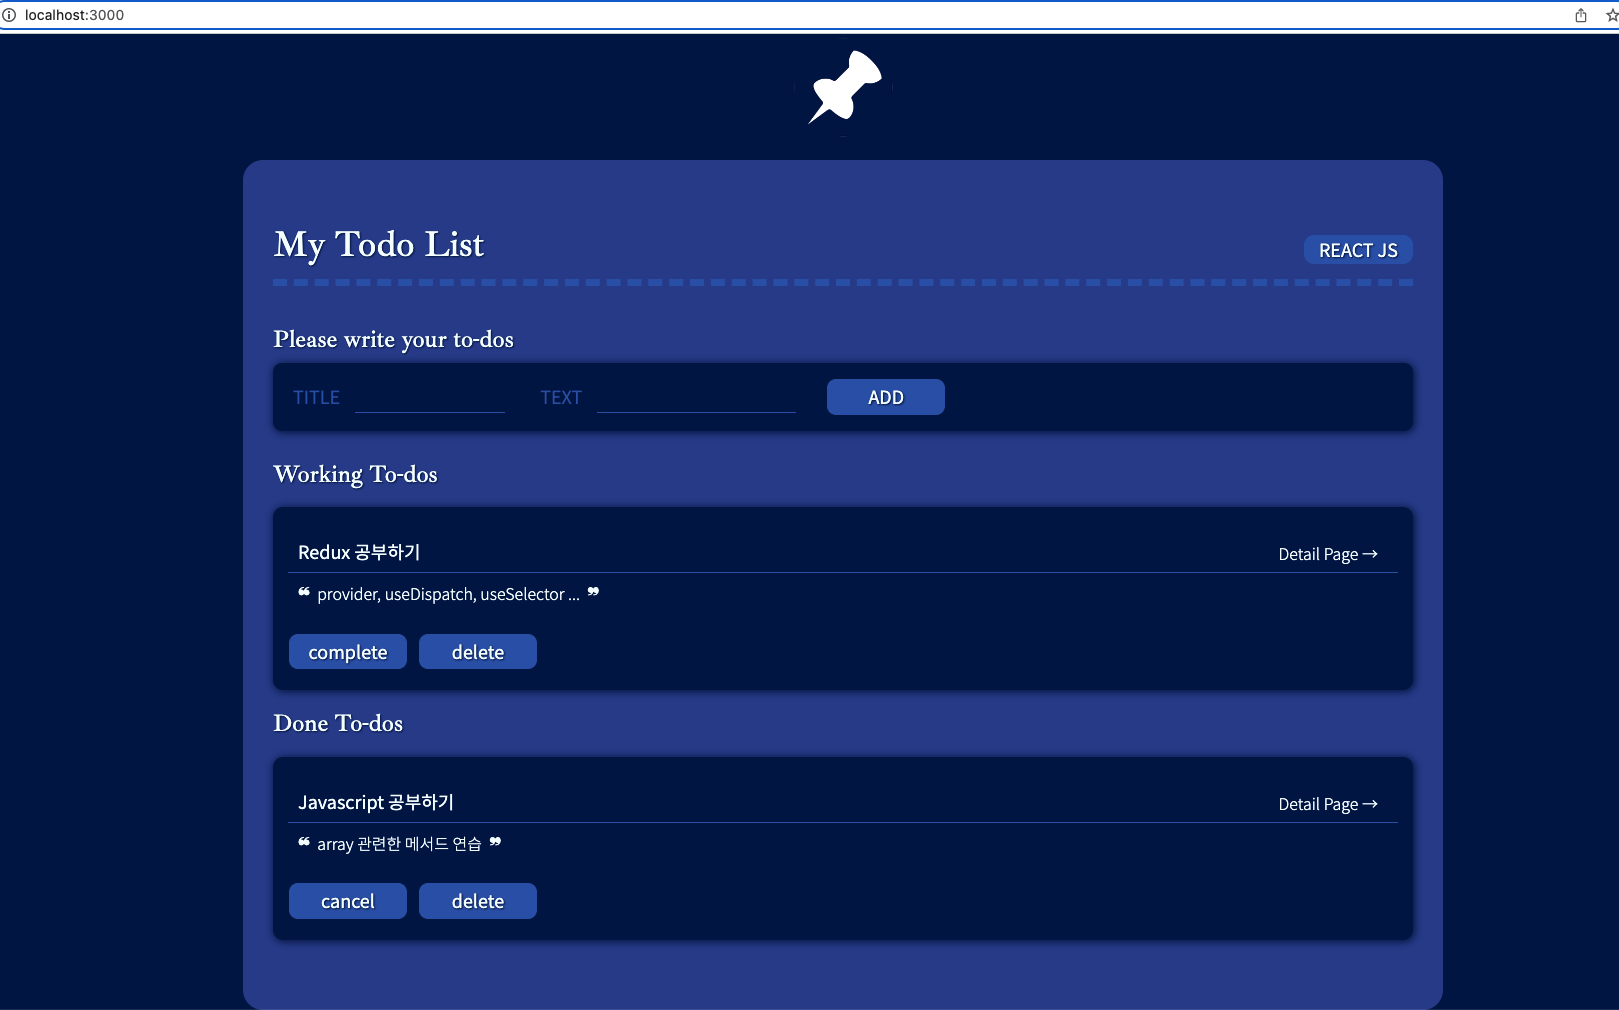 localhost:3000
My Todo List
REACT JS
Please write your to-dos
TITLE TEXT ADD
Working To-dos
Redux 공부하기 Detail Page →
❝ provider, useDispatch, useSelector ... ❞
complete delete
Done To-dos
Javascript 공부하기 Detail Page →
❝ array 관련한 메서드 연습 ❞
cancel delete